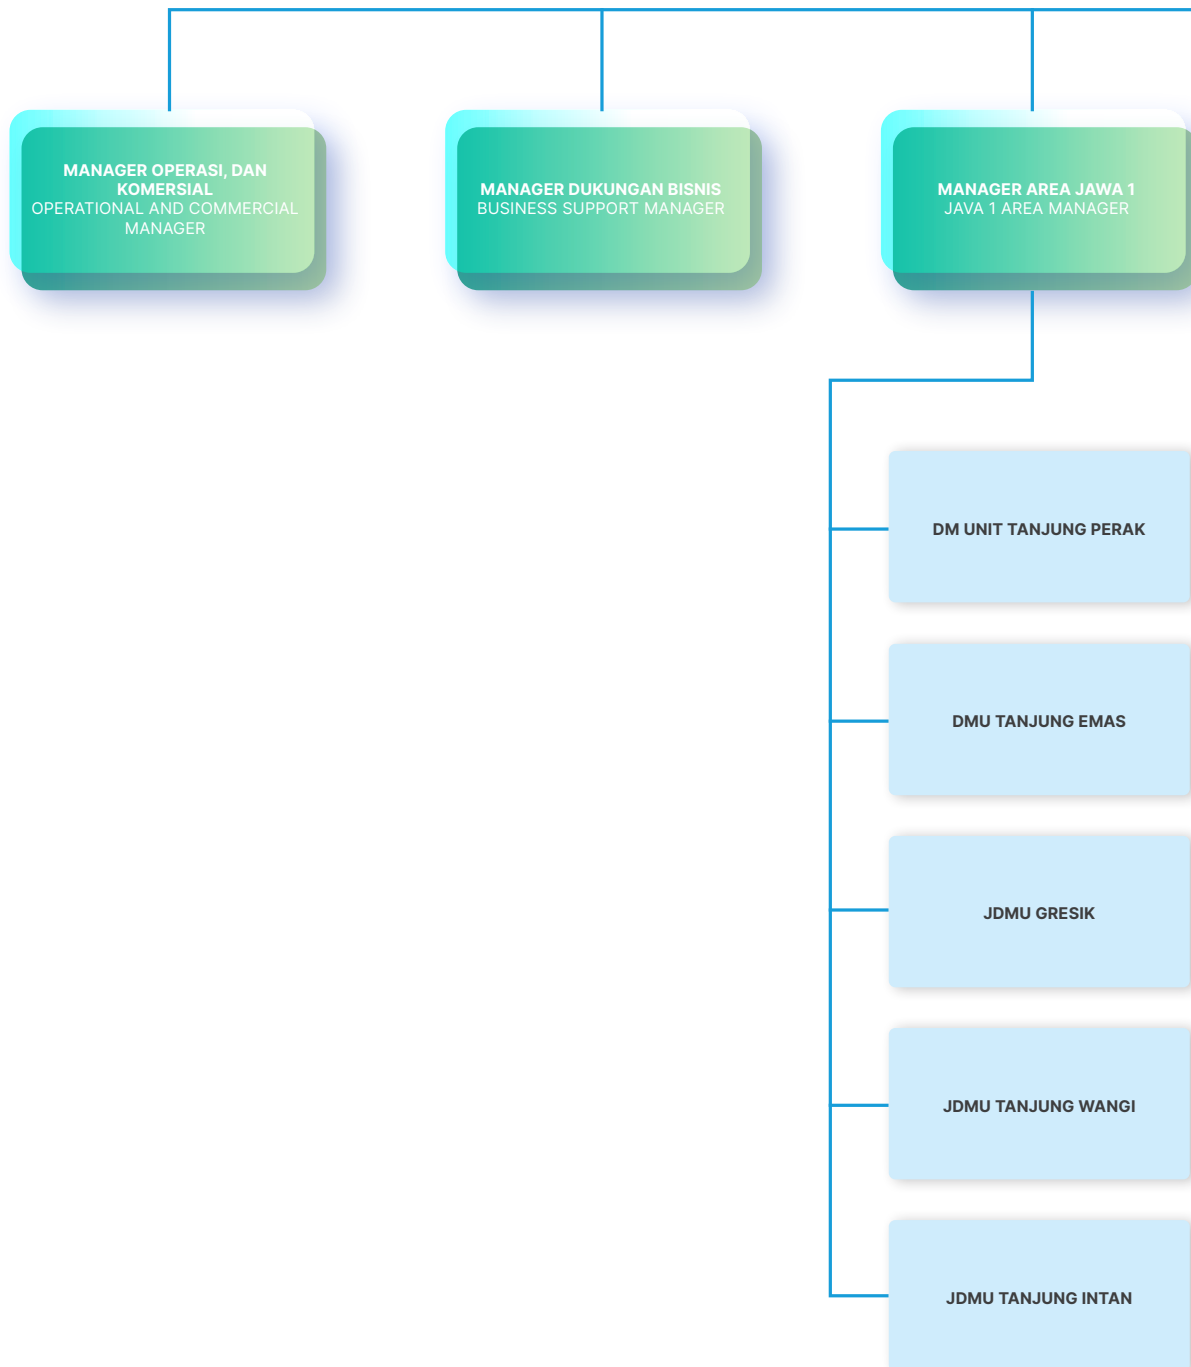 MANAGER OPERASI, DAN
KOMERSIAL
OPERATIONAL AND COMMERCIAL
MANAGER
MANAGER DUKUNGAN BISNIS
BUSINESS SUPPORT MANAGER
MANAGER AREA JAWA 1
JAVA 1 AREA MANAGER
DM UNIT TANJUNG PERAK
DMU TANJUNG EMAS
JDMU GRESIK
JDMU TANJUNG WANGI
JDMU TANJUNG INTAN